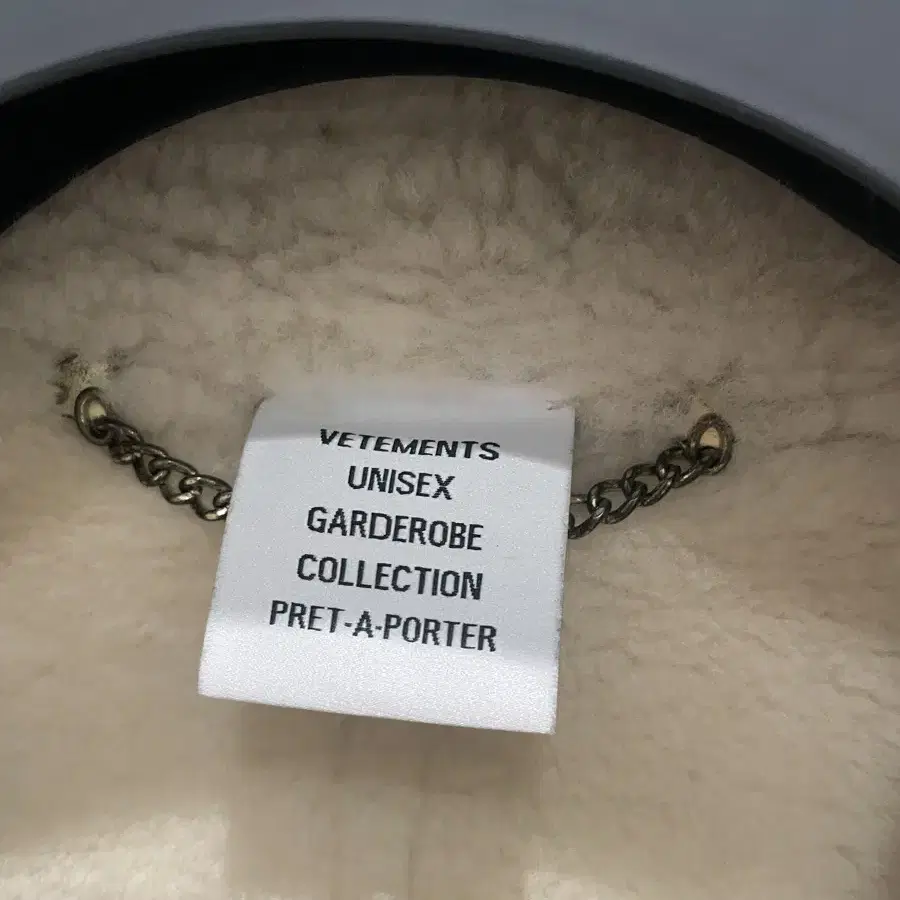 VETEMENTS
UNISEX
GARDEROBE
COLLECTION
PRET-A-PORTER